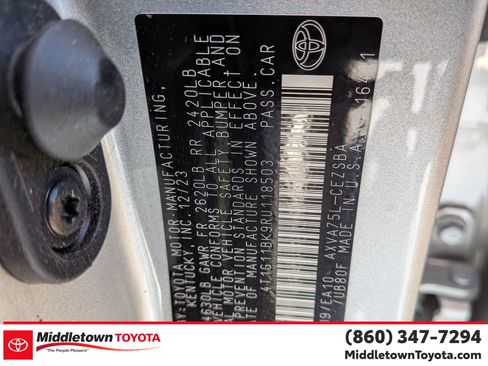 BY: TOYOTA MOTOR MANUFACTURING,
KENTUCKY, INC. 12/23
4630LB GAWR FR 2620LB RR 2420LB
VEHICLE CONFORMS TO ALL APPLICABLE
MOTOR VEHICLE SAFETY, BUMPER AND
PREVENTION STANDARDS IN EFFECT ON
DATE OF MANUFACTURE SHOWN ABOVE.
PASS. CAR
/EA10 AXVA75L-CEZSBA
MADE IN U.S.A.
Middletown TOYOTA
"The People Pleasers"
(860) 347-7294
MiddletownToyota.com